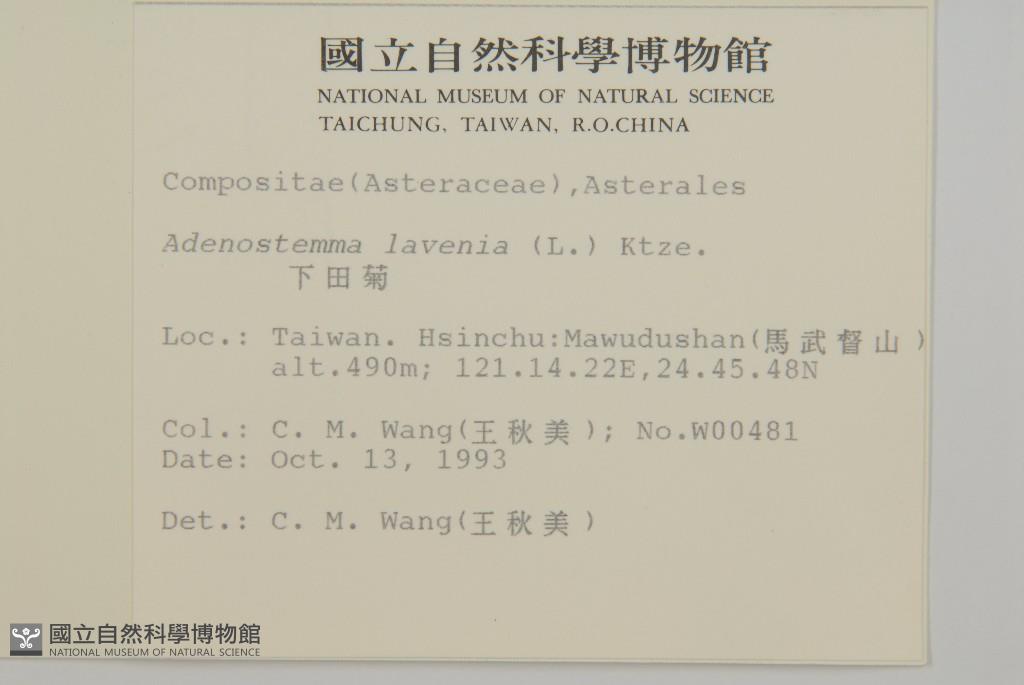 國立自然科學博物館
NATIONAL MUSEUM OF NATURAL SCIENCE
TAICHUNG, TAIWAN, R.O.CHINA
Compositae(Asteraceae),Asterales
Adenostemma lavenia (L.) Ktze.
下田菊
Loc.: Taiwan. Hsinchu:Mawudushan(馬武督山)
alt.490m; 121.14.22E,24.45.48N
Col.: C. M. Wang(王秋美); No.W00481
Date: Oct. 13, 1993
Det.: C. M. Wang(王秋美)
國立自然科學博物館
NATIONAL MUSEUM OF NATURAL SCIENCE